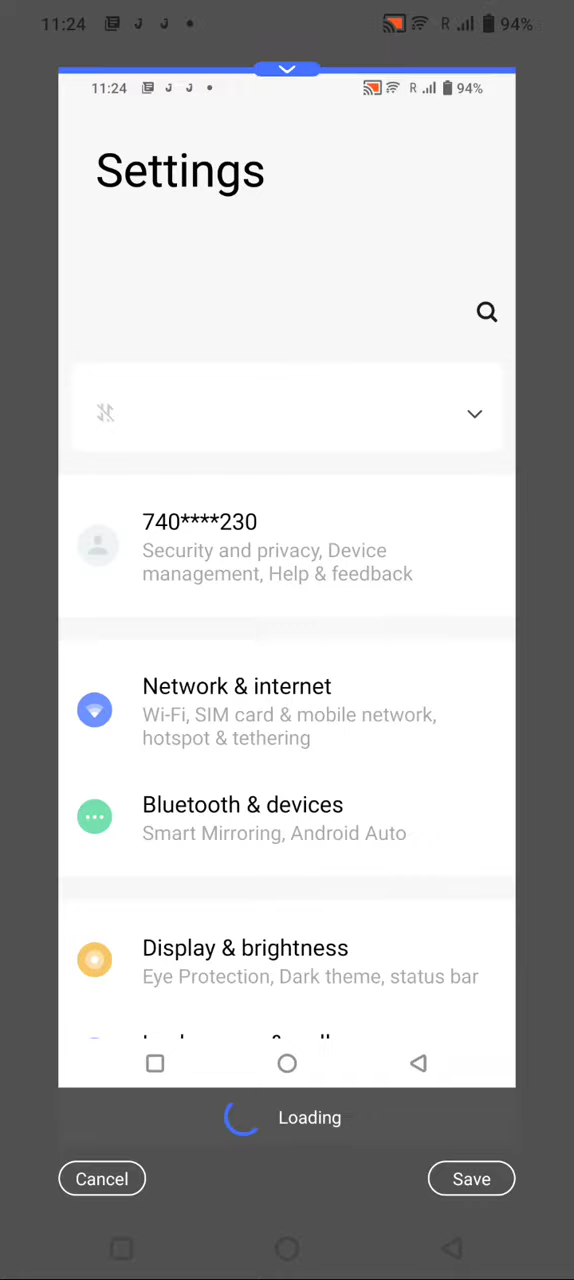 11:24 R 94%
11:24 R 94%
Settings
740****230
Security and privacy, Device
management, Help & feedback
Network & internet
Wi-Fi, SIM card & mobile network,
hotspot & tethering
Bluetooth & devices
Smart Mirroring, Android Auto
Display & brightness
Eye Protection, Dark theme, status bar
Loading
Cancel Save